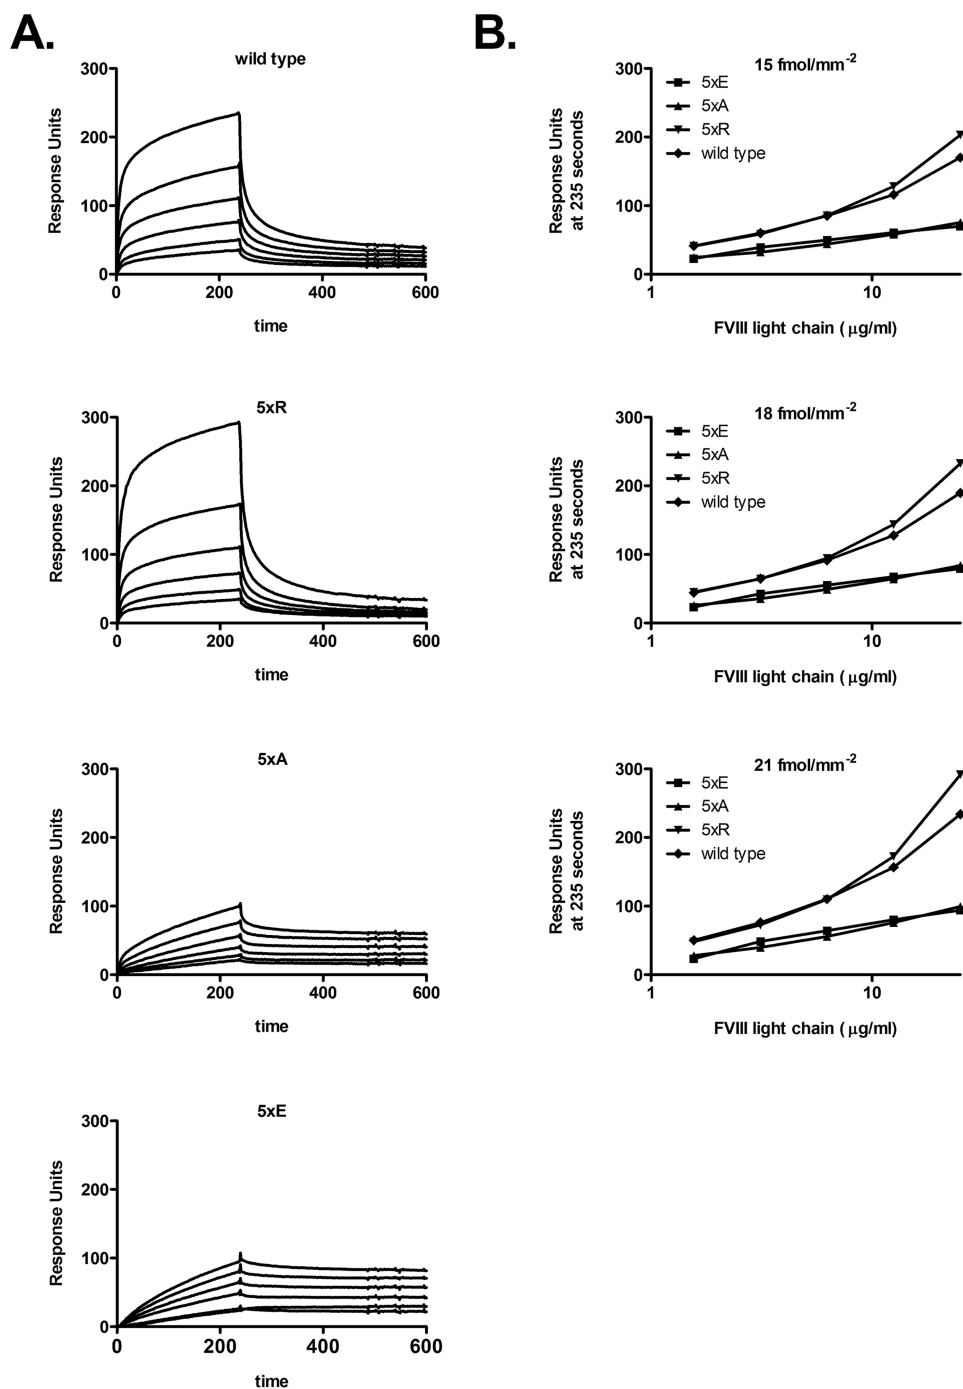 A.
wild type
Response Units
300
200
100
0
0 200 400 600
time
5xR
Response Units
300
200
100
0
0 200 400 600
time
5xA
Response Units
300
200
100
0
0 200 400 600
time
5xE
Response Units
300
200
100
0
0 200 400 600
time
B.
15 fmol/mm⁻²
Response Units
at 235 seconds
300
200
100
0
5xE
5xA
5xR
wild type
1 10
FVIII light chain ( μg/ml)
18 fmol/mm⁻²
Response Units
at 235 seconds
300
200
100
0
5xE
5xA
5xR
wild type
1 10
FVIII light chain ( μg/ml)
21 fmol/mm⁻²
Response Units
at 235 seconds
300
200
100
0
5xE
5xA
5xR
wild type
1 10
FVIII light chain ( μg/ml)